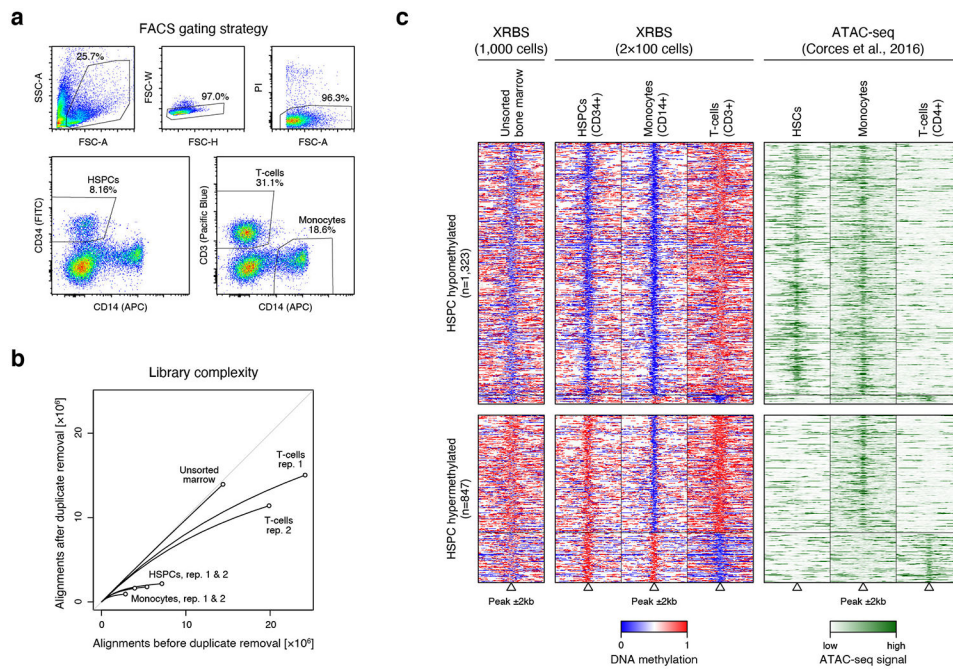 a
FACS gating strategy
SSC-A
25.7%
FSC-A
FSC-W
97.0%
FSC-H
PI
96.3%
FSC-A
CD34 (FITC)
HSPCs
8.16%
CD14 (APC)
CD3 (Pacific Blue)
T-cells
31.1%
Monocytes
18.6%
CD14 (APC)
b
Library complexity
Alignments after duplicate removal [×10⁶]
20
10
0
Unsorted
marrow
T-cells
rep. 1
T-cells
rep. 2
HSPCs, rep. 1 & 2
Monocytes, rep. 1 & 2
0
10
20
Alignments before duplicate removal [×10⁶]
c
XRBS
(1,000 cells)
XRBS
(2×100 cells)
ATAC-seq
(Corces et al., 2016)
Unsorted
bone marrow
HSPCs
(CD34+)
Monocytes
(CD14+)
T-cells
(CD3+)
HSCs
Monocytes
T-cells
(CD4+)
HSPC hypomethylated
(n=1,323)
HSPC hypermethylated
(n=847)
Peak ±2kb
Peak ±2kb
Peak ±2kb
0
1
DNA methylation
low
high
ATAC-seq signal